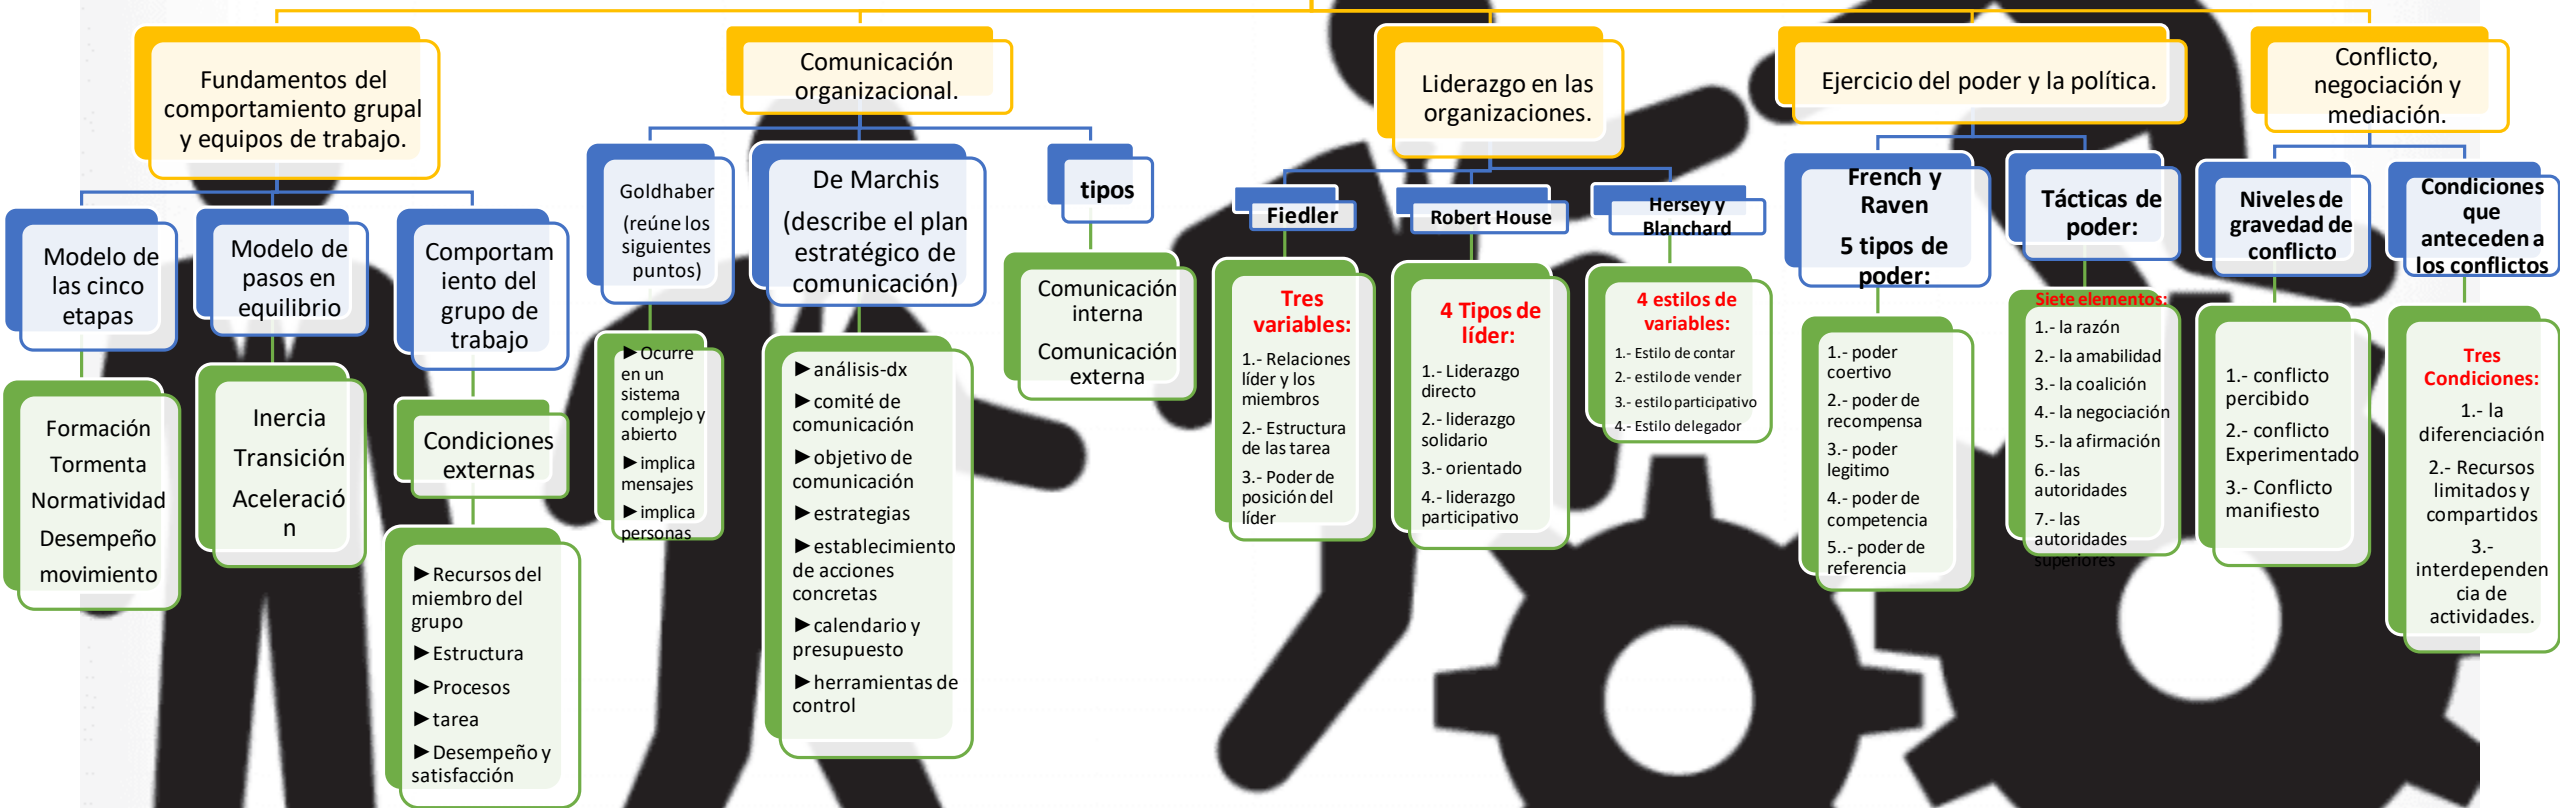 Fundamentos del
comportamiento grupal
y equipos de trabajo.
Modelo de
las cinco
etapas
Formación
Tormenta
Normatividad
Desempeño
movimiento
Modelo de
pasos en
equilibrio
Inercia
Transición
Aceleració
n
Comportam
iento del
grupo de
trabajo
Condiciones
externas
►Recursos del
miembro del
grupo
►Estructura
►Procesos
►tarea
►Desempeño y
satisfacción
Comunicación
organizacional.
Goldhaber
(reúne los
siguientes
puntos)
►Ocurre
en un
sistema
complejo y
abierto
►implica
mensajes
►implica
personas
De Marchis
(describe el plan
estratégico de
comunicación)
►análisis-dx
►comité de
comunicación
►objetivo de
comunicación
►estrategias
►establecimiento
de acciones
concretas
►calendario y
presupuesto
►herramientas de
control
tipos
Comunicación
interna
Comunicación
externa
Liderazgo en las
organizaciones.
Fiedler
Tres
variables:
1.- Relaciones
líder y los
miembros
2.- Estructura
de las tarea
3.- Poder de
posición del
líder
Robert House
4 Tipos de
líder:
1.- Liderazgo
directo
2.- liderazgo
solidario
3.- orientado
4.- liderazgo
participativo
Hersey y
Blanchard
4 estilos de
variables:
1.- Estilo de contar
2.- estilo de vender
3.- estilo participativo
4.- Estilo delegador
Ejercicio del poder y la política.
French y
Raven
5 tipos de
poder:
1.- poder
coertivo
2.- poder de
recompensa
3.- poder
legitimo
4.- poder de
competencia
5..- poder de
referencia
Tácticas de
poder:
Siete elementos:
1.- la razón
2.- la amabilidad
3.- la coalición
4.- la negociación
5.- la afirmación
6.- las
autoridades
7.- las
autoridades
superiores
Conflicto,
negociación y
mediación.
Niveles de
gravedad de
conflicto
1.- conflicto
percibido
2.- conflicto
Experimentado
3.- Conflicto
manifiesto
Condiciones
que
anteceden a
los conflictos
Tres
Condiciones:
1.- la
diferenciación
2.- Recursos
limitados y
compartidos
3.-
interdependen
cia de
actividades.